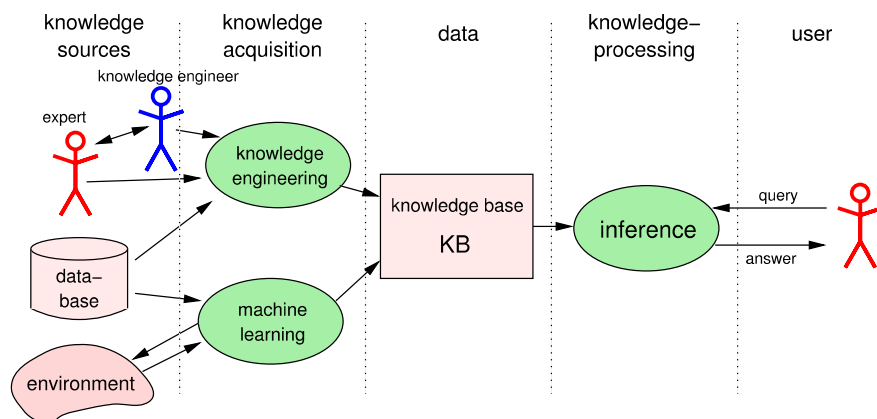 knowledge
sources
knowledge
acquisition
data
knowledge–
processing
user
knowledge engineer
expert
knowledge
engineering
knowledge base
KB
inference
query
answer
data–
base
machine
learning
environment